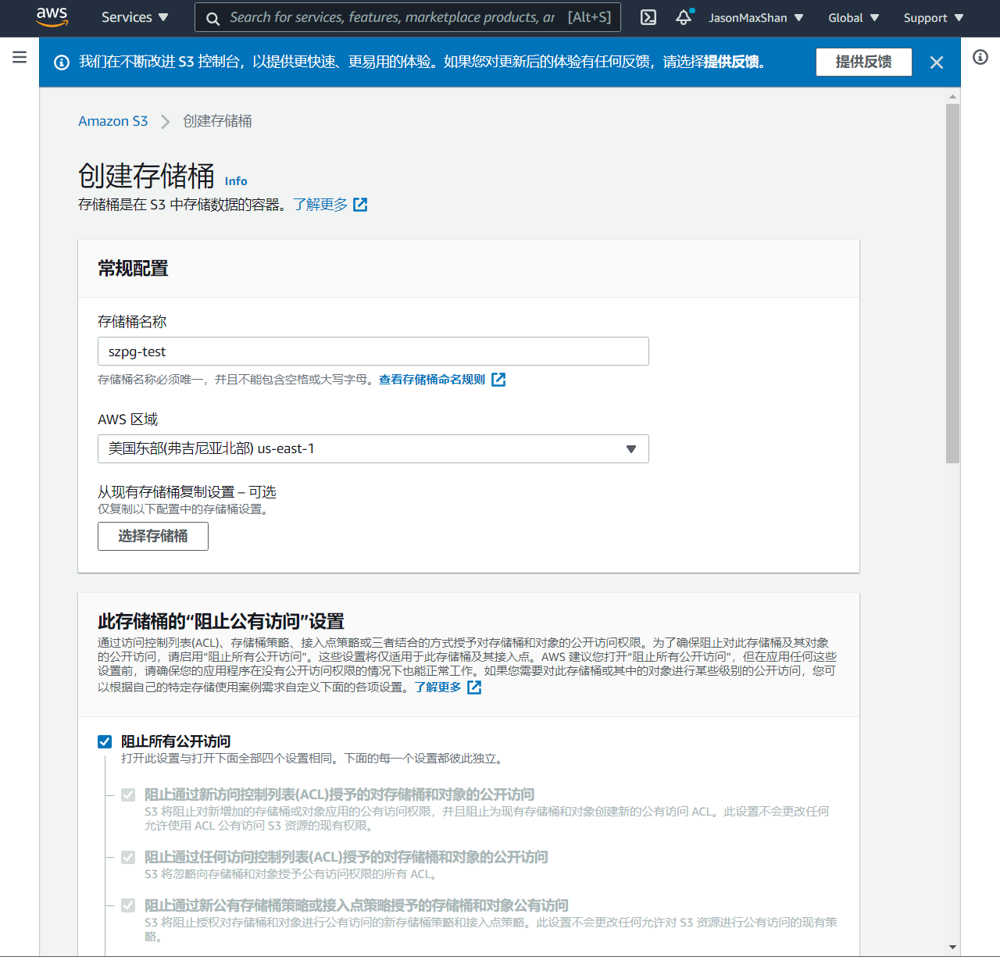 aws Services Search for services, features, marketplace products, ar [Alt+S] JasonMaxShan Global Support
我们在不断改进 S3 控制台，以提供更快速、更易用的体验。如果您对更新后的体验有任何反馈，请选择提供反馈。 提供反馈
Amazon S3 创建存储桶
创建存储桶 Info
存储桶是在 S3 中存储数据的容器。了解更多
常规配置
存储桶名称
szpg-test
存储桶名称必须唯一，并且不能包含空格或大写字母。查看存储桶命名规则
AWS 区域
美国东部(弗吉尼亚北部) us-east-1
从现有存储桶复制设置 – 可选
仅复制以下配置中的存储桶设置。
选择存储桶
此存储桶的“阻止公有访问”设置
通过访问控制列表(ACL)、存储桶策略、接入点策略或三者结合的方式授予对存储桶和对象的公开访问权限。为了确保阻止对此存储桶及其对象
的公开访问，请启用“阻止所有公开访问”。这些设置将仅适用于此存储桶及其接入点。AWS 建议您打开“阻止所有公开访问”，但在应用任何这些
设置前，请确保您的应用程序在没有公开访问权限的情况下也能正常工作。如果您需要对此存储桶或其中的对象进行某些级别的公开访问，您可
以根据自己的特定存储使用案例需求自定义下面的各项设置。了解更多
阻止所有公开访问
打开此设置与打开下面全部四个设置相同。下面的每一个设置都彼此独立。
阻止通过新访问控制列表(ACL)授予的对存储桶和对象的公开访问
S3 将阻止对新增加的存储桶或对象应用的公有访问权限，并且阻止为现有存储桶和对象创建新的公有访问 ACL。此设置不会更改任何
允许使用 ACL 公有访问 S3 资源的现有权限。
阻止通过任何访问控制列表(ACL)授予的对存储桶和对象的公开访问
S3 将忽略向存储桶和对象授予公有访问权限的所有 ACL。
阻止通过新公有存储桶策略或接入点策略授予的存储桶和对象公有访问
S3 将阻止授权对存储桶和对象进行公有访问的新存储桶策略和接入点策略。此设置不会更改任何允许对 S3 资源进行公有访问的现有策
略。